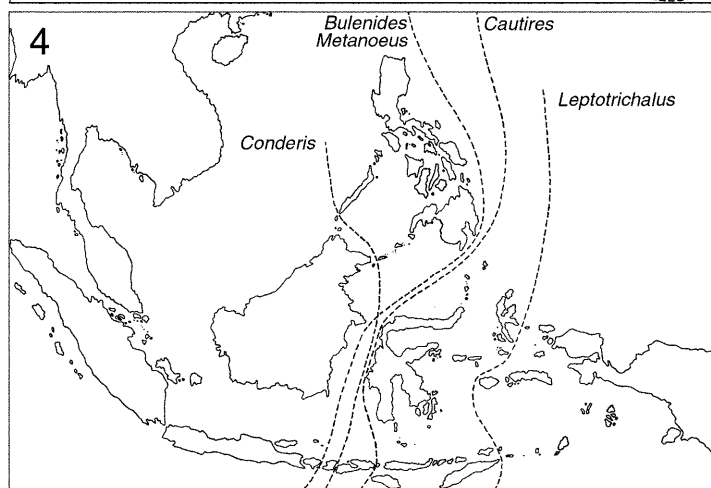 4
Bulenides
Metanoeus
Cautires
Leptotrichalus
Conderis